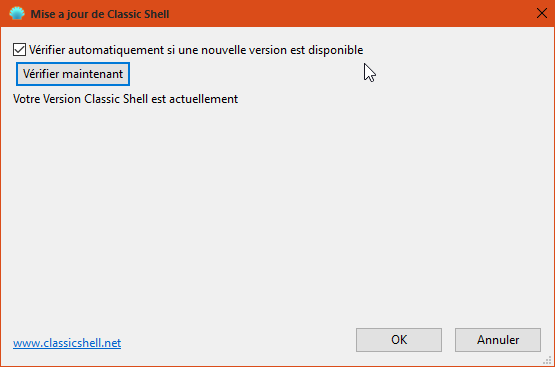 Mise a jour de Classic Shell
Vérifier automatiquement si une nouvelle version est disponible
Vérifier maintenant
Votre Version Classic Shell est actuellement
www.classicshell.net
OK
Annuler